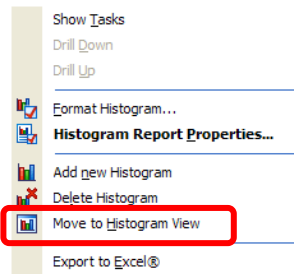 Show Tasks
Drill Down
Drill Up
Format Histogram...
Histogram Report Properties...
Add new Histogram
Delete Histogram
Move to Histogram View
Export to Excel®